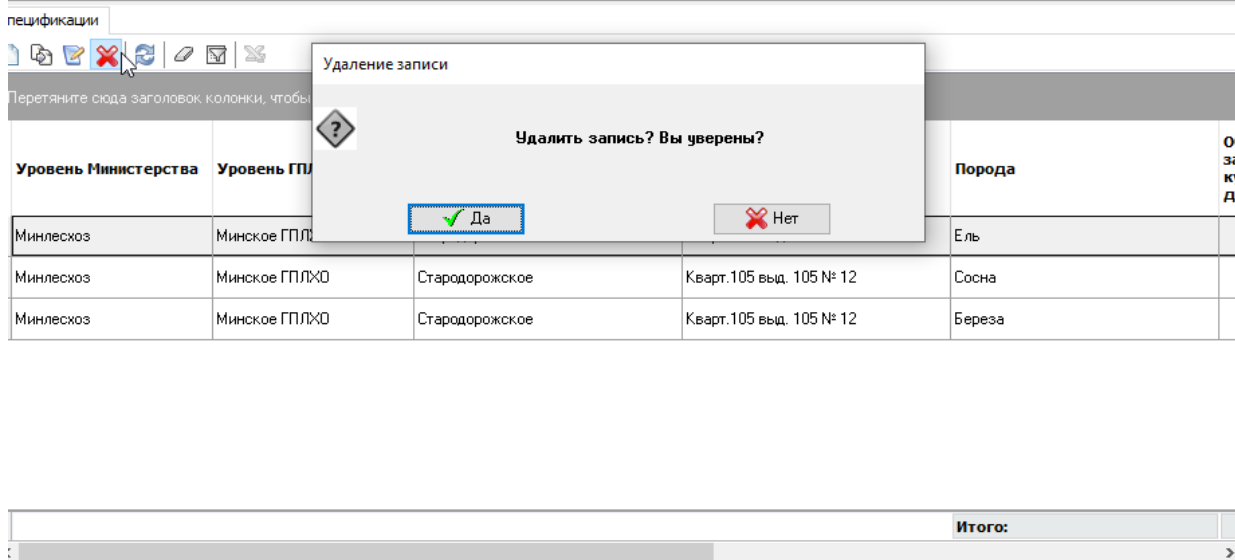 пецификации
Удаление записи
Перетяните сюда заголовок колонки, чтобы
Удалить запись? Вы уверены?
Да
Нет
Уровень Министерства
Уровень ГПЛ
Порода
Минлесхоз
Минское ГПЛХ
Ель
Минлесхоз
Минское ГПЛХО
Стародорожское
Кварт.105 выд. 105 № 12
Сосна
Минлесхоз
Минское ГПЛХО
Стародорожское
Кварт.105 выд. 105 № 12
Береза
Итого: